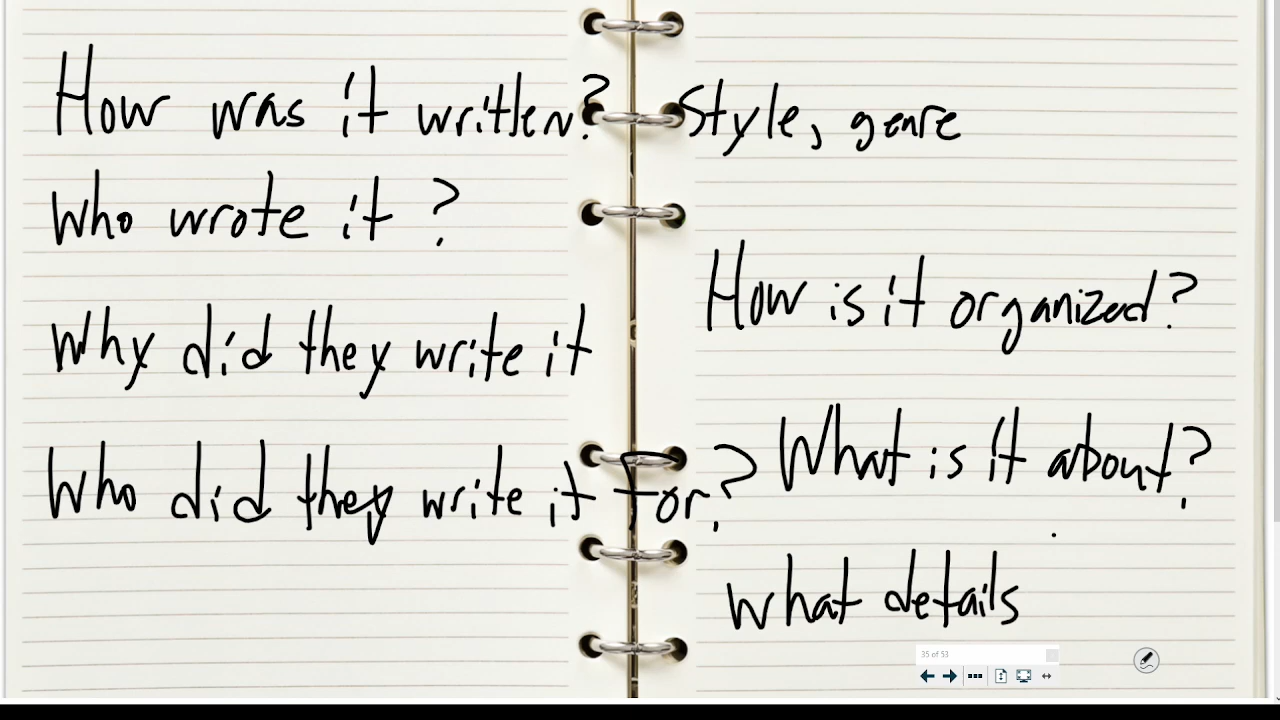 How was it written? Style, genre
Who wrote it ?
How is it organized?
Why did they write it
Who did they write it For? What is it about?
what details
35 of 53